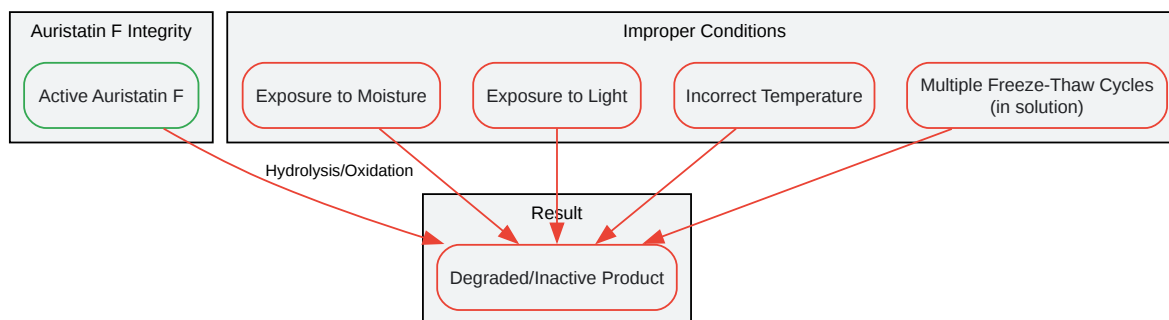 Auristatin F Integrity
Improper Conditions
Active Auristatin F
Exposure to Moisture
Exposure to Light
Incorrect Temperature
Multiple Freeze-Thaw Cycles
(in solution)
Hydrolysis/Oxidation
Result
Degraded/Inactive Product